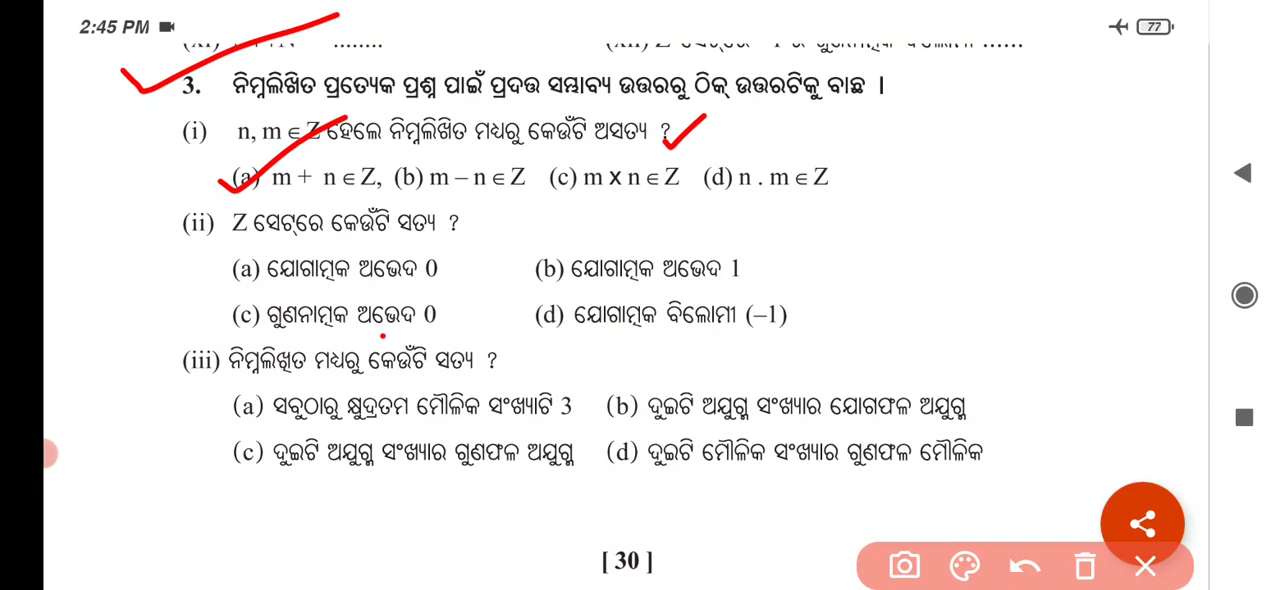 2:45 PM
77
3. ନିମ୍ନଲିଖିତ ପ୍ରତ୍ୟେକ ପ୍ରଶ୍ନ ପାଇଁ ପ୍ରଦତ୍ତ ସମ୍ଭାବ୍ୟ ଉତ୍ତରରୁ ଠିକ୍ ଉତ୍ତରଟିକୁ ବାଛ ।
(i) n, m ∈ Z ହେଲେ ନିମ୍ନଲିଖିତ ମଧ୍ୟରୁ କେଉଁଟି ଅସତ୍ୟ ?
(a) m + n ∈ Z, (b) m – n ∈ Z (c) m x n ∈ Z (d) n . m ∈ Z
(ii) Z ସେଟ୍‌ରେ କେଉଁଟି ସତ୍ୟ ?
(a) ଯୋଗାତ୍ମକ ଅଭେଦ 0 (b) ଯୋଗାତ୍ମକ ଅଭେଦ 1
(c) ଗୁଣନାତ୍ମକ ଅଭେଦ 0 (d) ଯୋଗାତ୍ମକ ବିଲୋମୀ (–1)
(iii) ନିମ୍ନଲିଖିତ ମଧ୍ୟରୁ କେଉଁଟି ସତ୍ୟ ?
(a) ସବୁଠାରୁ କ୍ଷୁଦ୍ରତମ ମୌଳିକ ସଂଖ୍ୟାଟି 3 (b) ଦୁଇଟି ଅଯୁଗ୍ମ ସଂଖ୍ୟାର ଯୋଗଫଳ ଅଯୁଗ୍ମ
(c) ଦୁଇଟି ଅଯୁଗ୍ମ ସଂଖ୍ୟାର ଗୁଣଫଳ ଅଯୁଗ୍ମ (d) ଦୁଇଟି ମୌଳିକ ସଂଖ୍ୟାର ଗୁଣଫଳ ମୌଳିକ
[ 30 ]